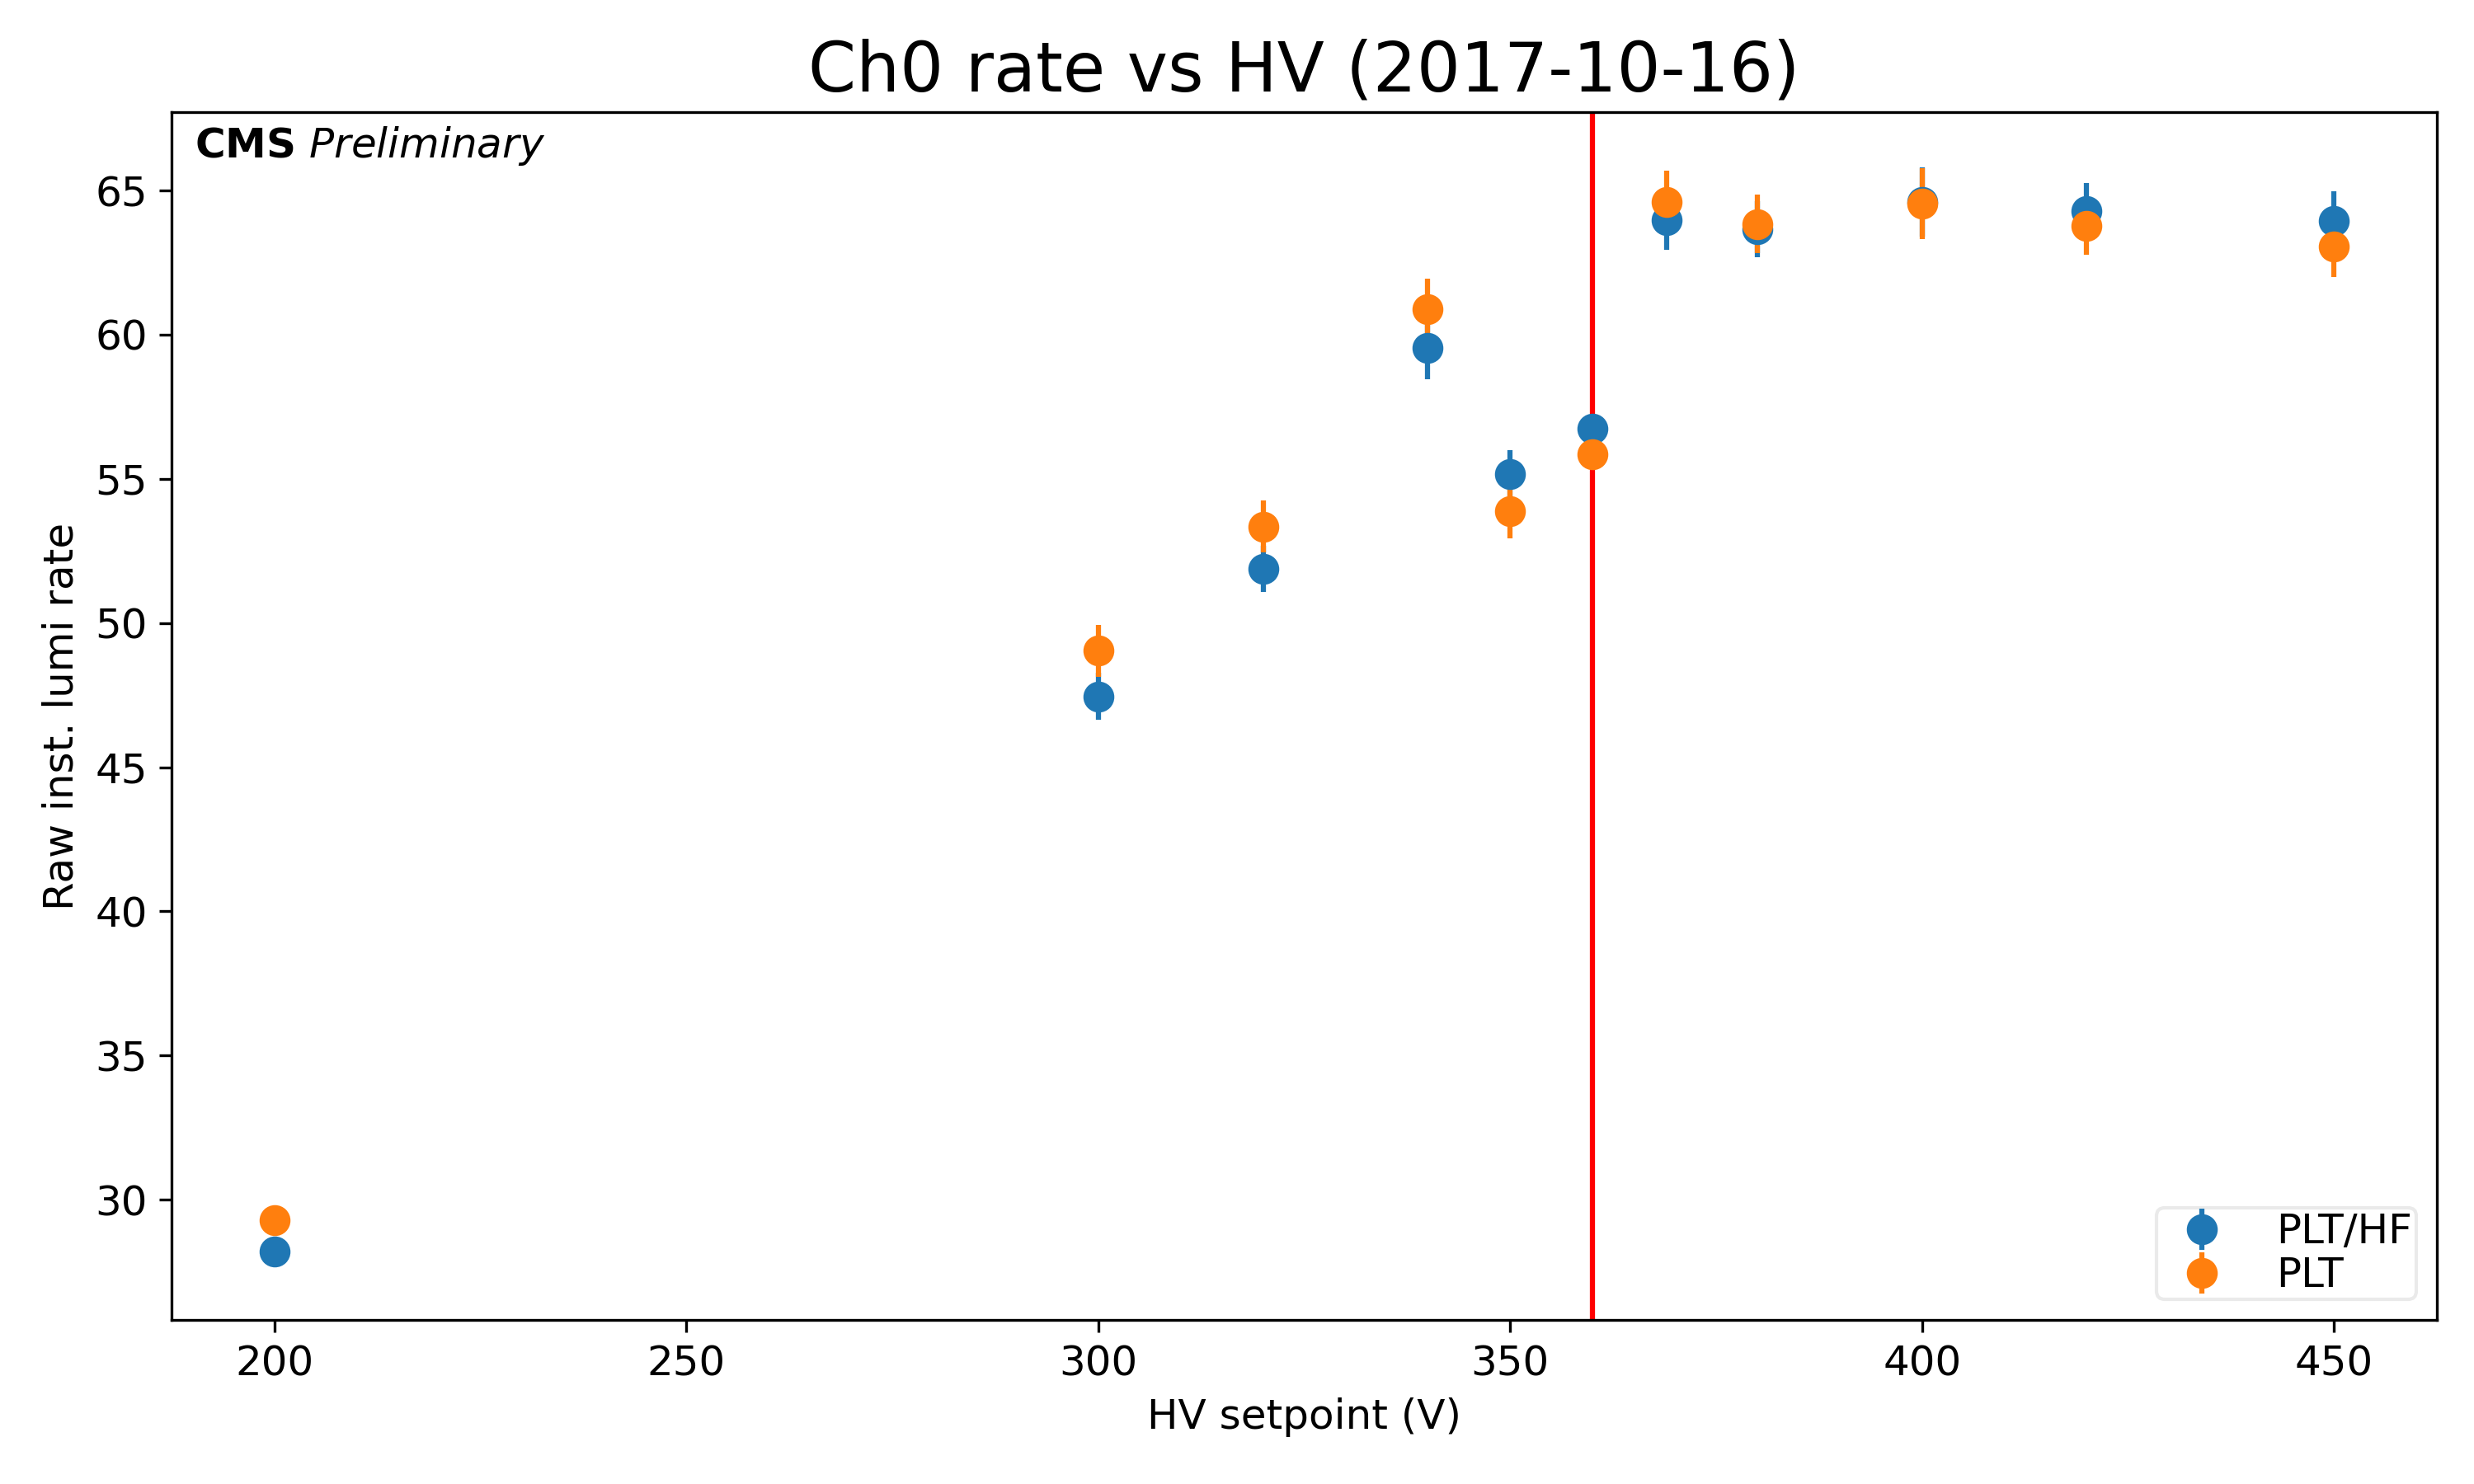 Ch0 rate vs HV (2017-10-16)
CMS Preliminary
65
60
55
50
45
40
35
30
Raw inst. lumi rate
PLT/HF
PLT
200 250 300 350 400 450
HV setpoint (V)